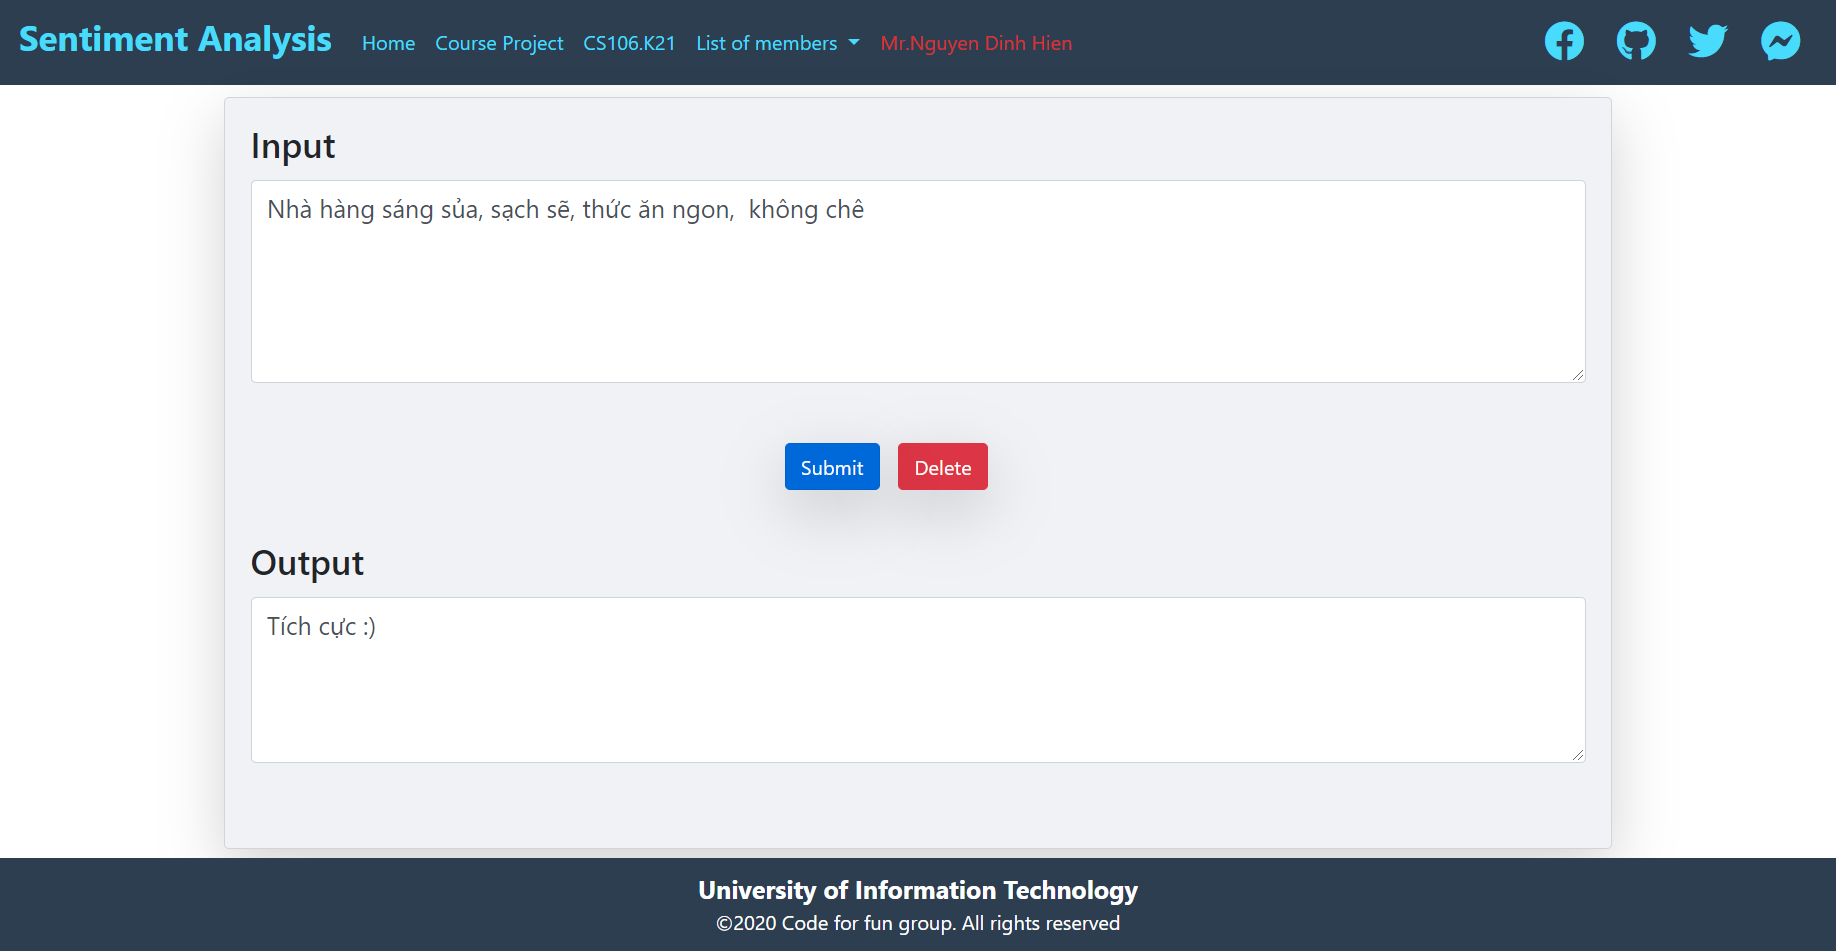 Sentiment Analysis Home Course Project CS106.K21 List of members Mr.Nguyen Dinh Hien
Input
Nhà hàng sáng sủa, sạch sẽ, thức ăn ngon,  không chê
Submit Delete
Output
Tích cực :)
University of Information Technology
©2020 Code for fun group. All rights reserved